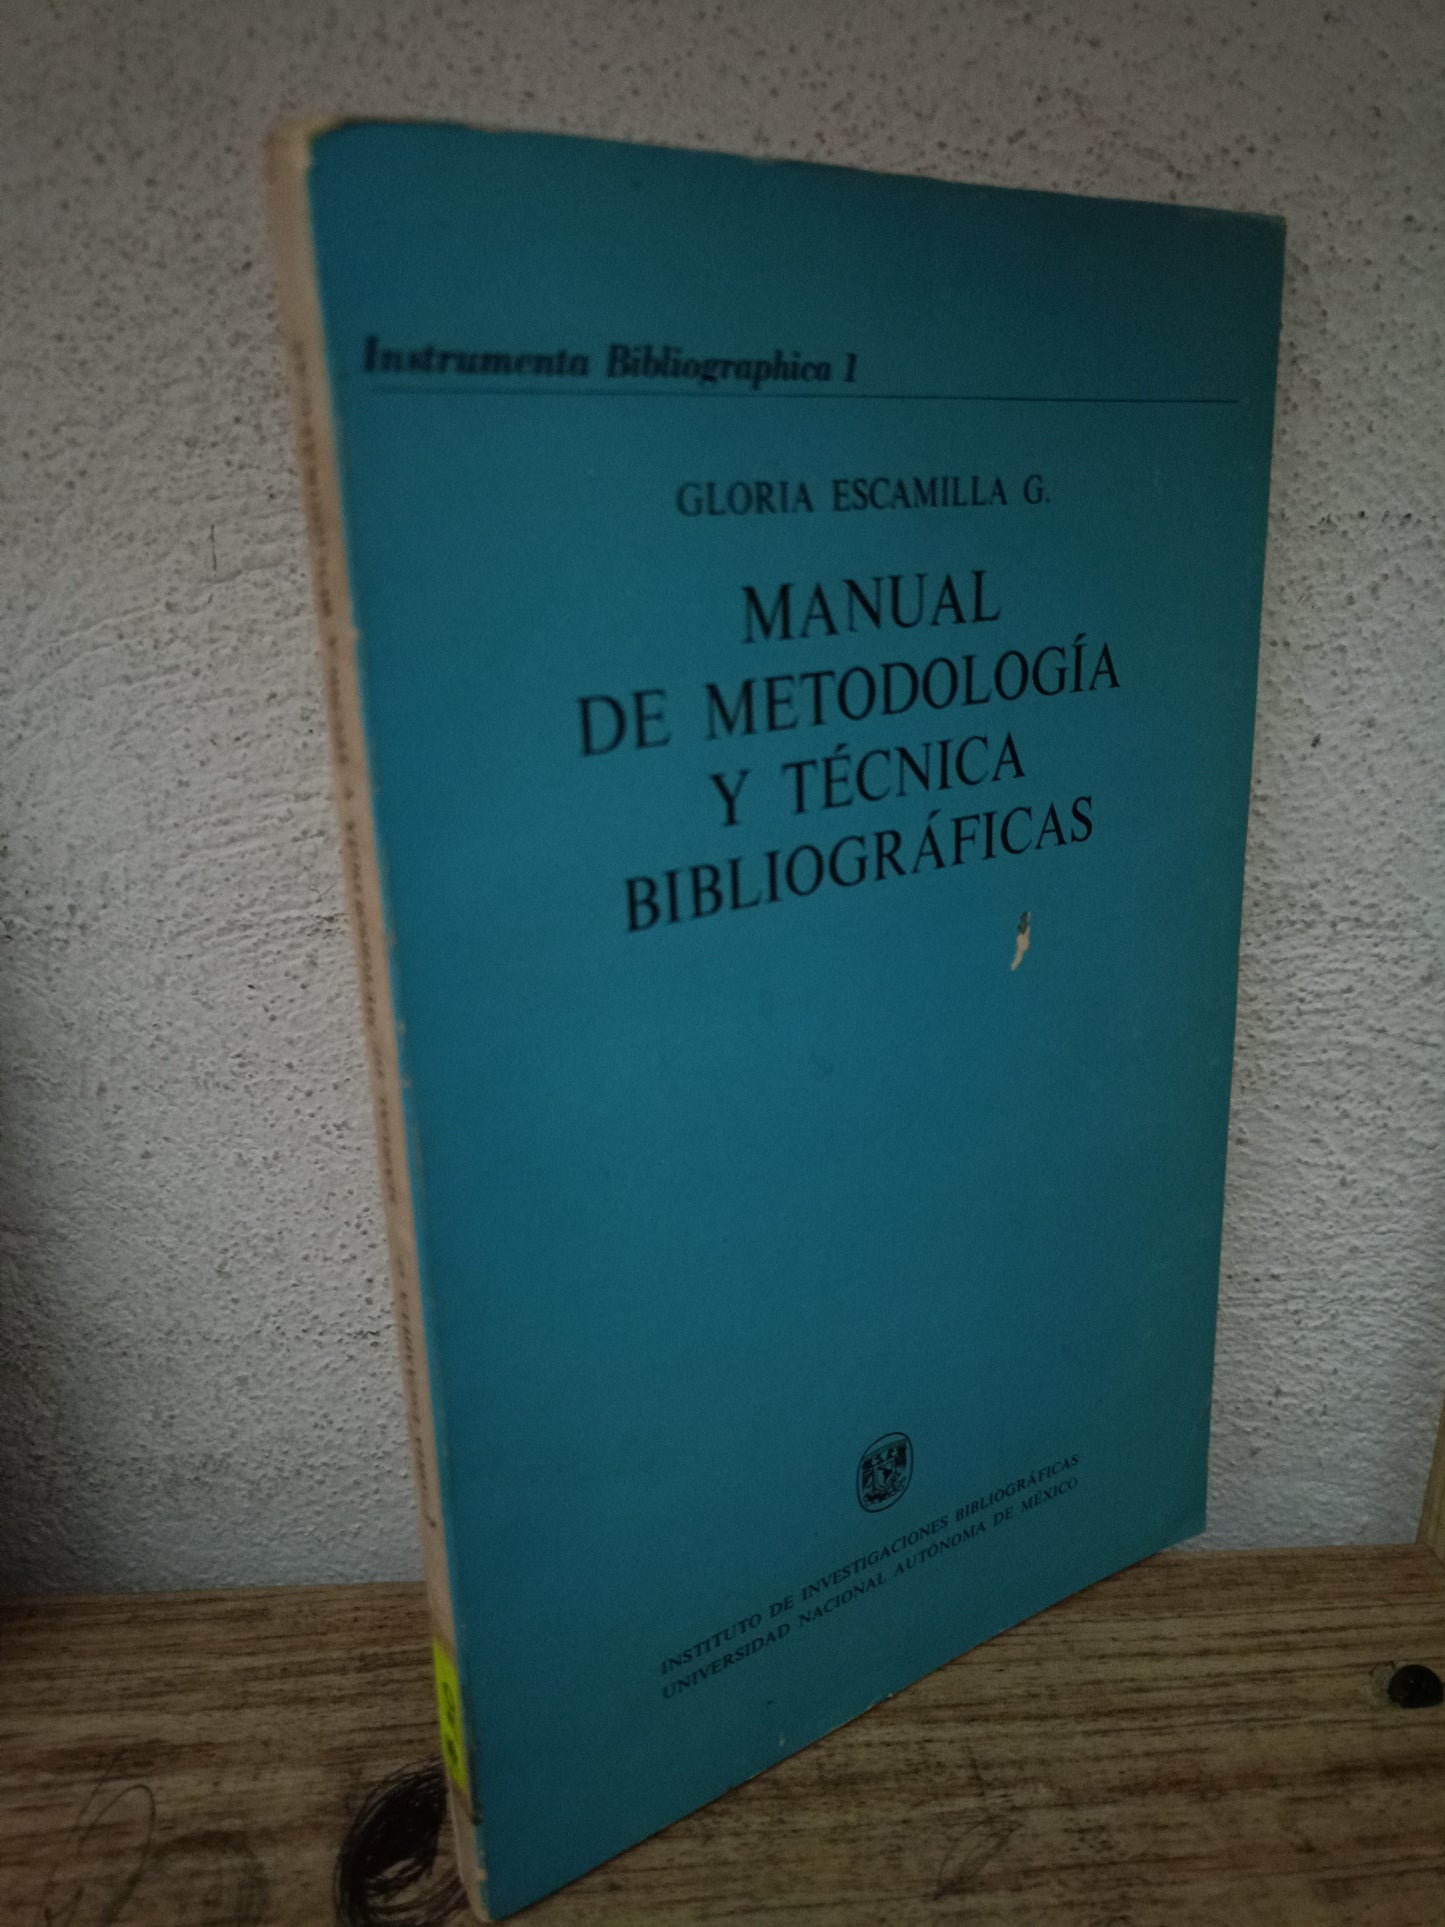 Instrumenta Bibliographica 1
GLORIA ESCAMILLA G.
MANUAL
DE METODOLOGÍA
Y TÉCNICA
BIBLIOGRÁFICAS
INSTITUTO DE INVESTIGACIONES BIBLIOGRÁFICAS
UNIVERSIDAD NACIONAL AUTÓNOMA DE MÉXICO